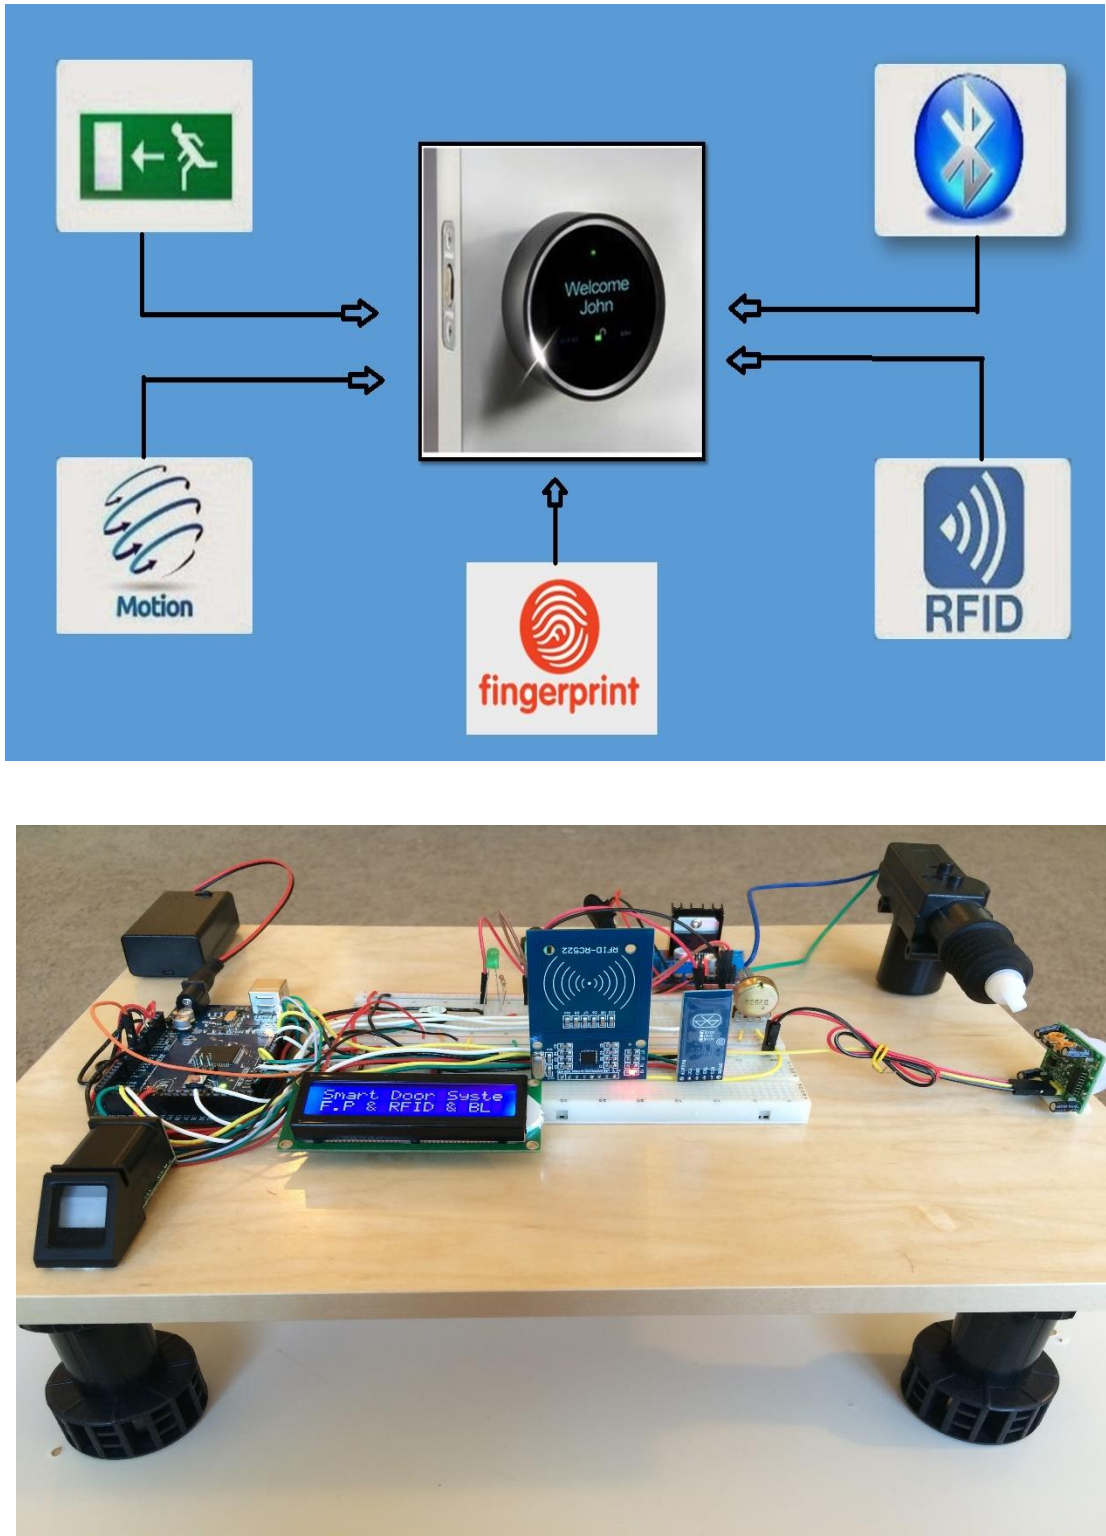 Welcome
John
Motion
fingerprint
RFID
RFID-RC522
Smart Door Syste
F.P & RFID & BL